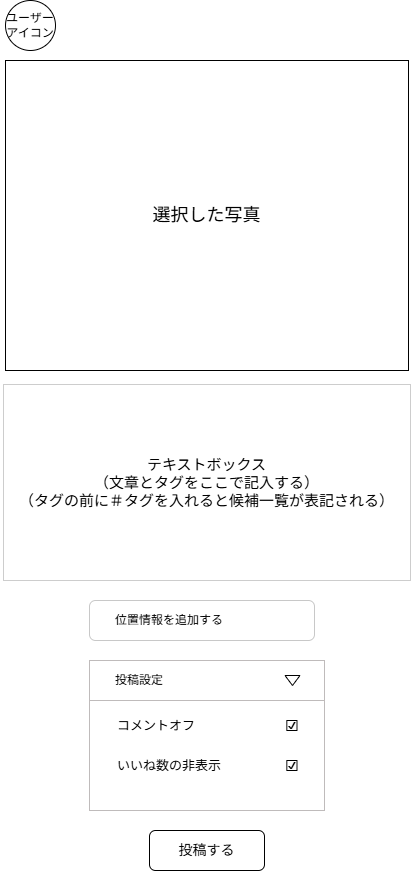 ユーザー
アイコン
選択した写真
テキストボックス
（文章とタグをここで記入する）
（タグの前に＃タグを入れると候補一覧が表記される）
位置情報を追加する
投稿設定
コメントオフ
いいね数の非表示
投稿する